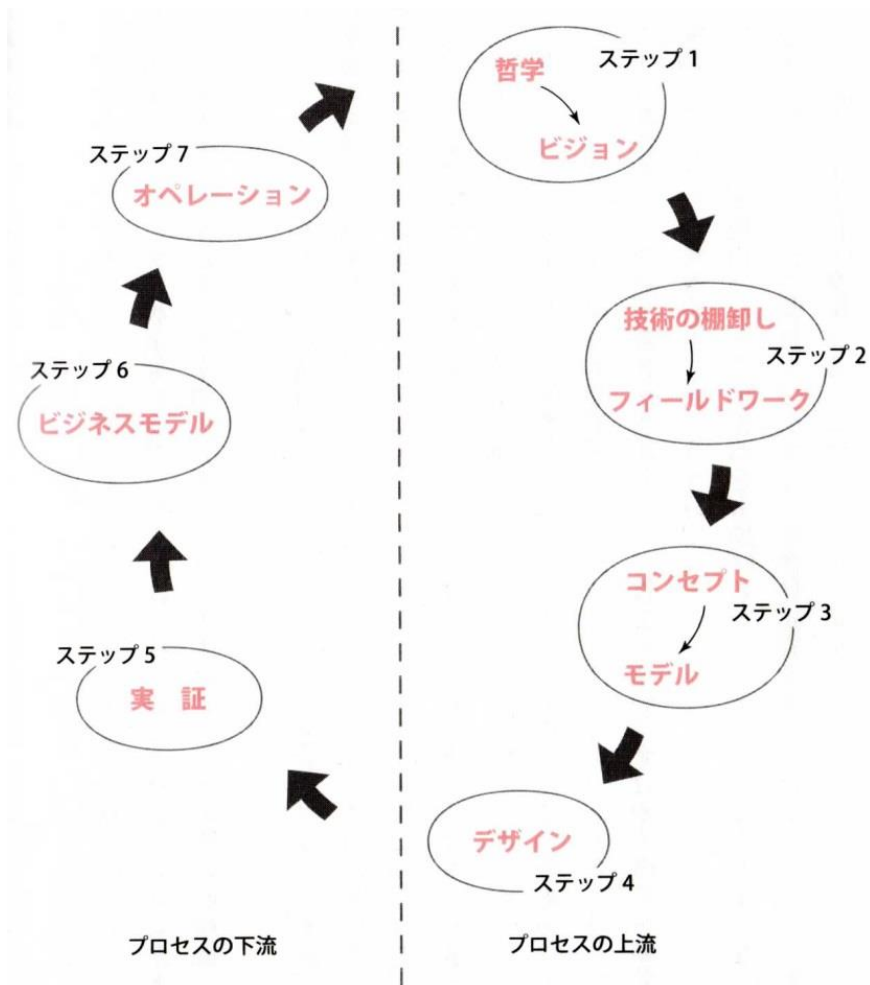 ステップ 1
哲学
ビジョン
技術の棚卸し
ステップ 2
フィールドワーク
コンセプト
ステップ 3
モデル
デザイン
ステップ 4
プロセスの上流
ステップ 5
実 証
ステップ 6
ビジネスモデル
ステップ 7
オペレーション
プロセスの下流